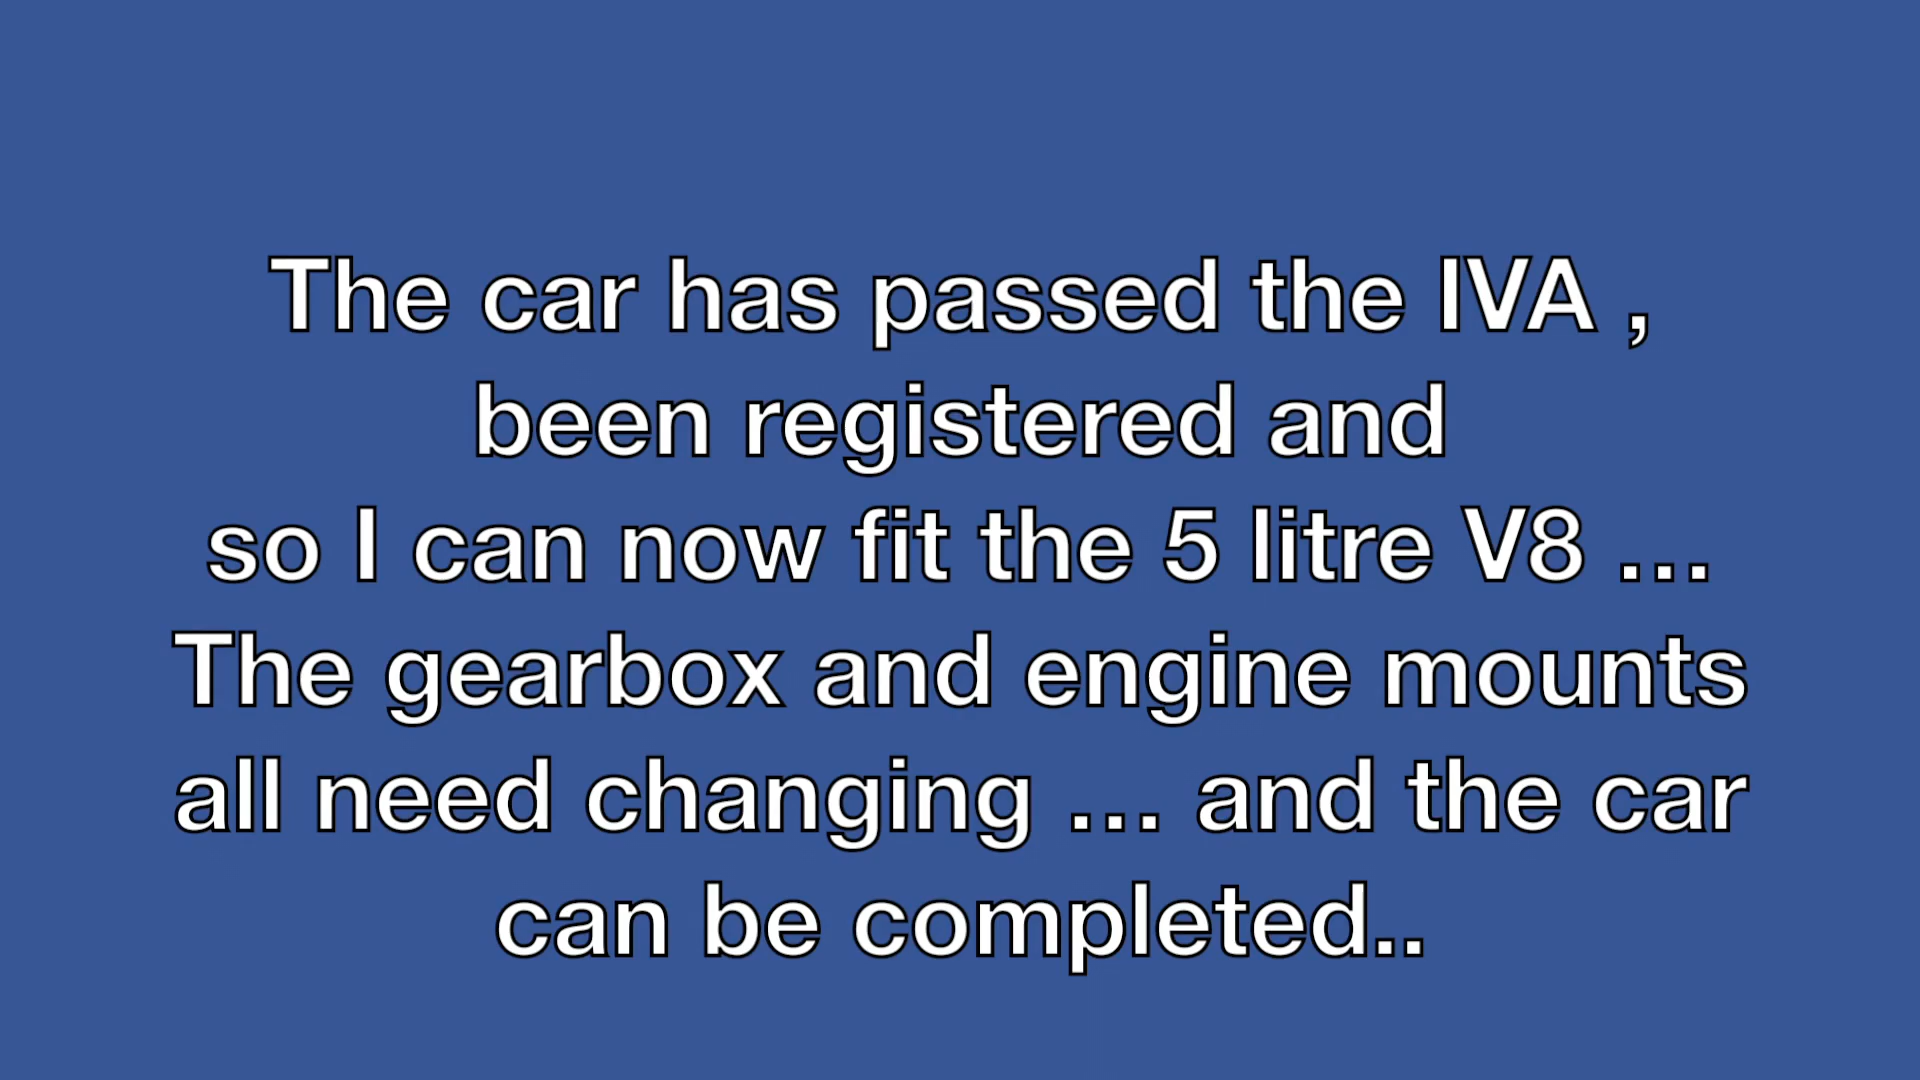 The car has passed the IVA ,
been registered and
so I can now fit the 5 litre V8 ...
The gearbox and engine mounts
all need changing ... and the car
can be completed..